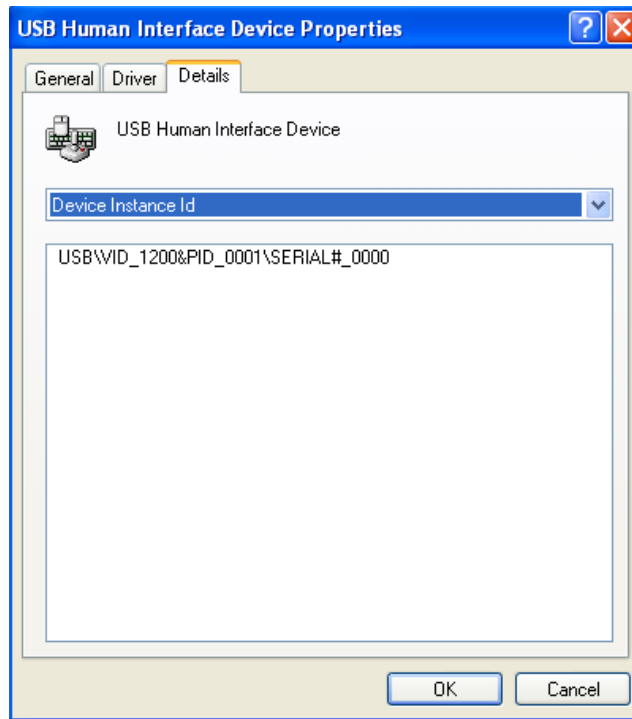 USB Human Interface Device Properties
General Driver Details
USB Human Interface Device
Device Instance Id
USB\VID_1200&PID_0001\SERIAL#_0000
OK Cancel